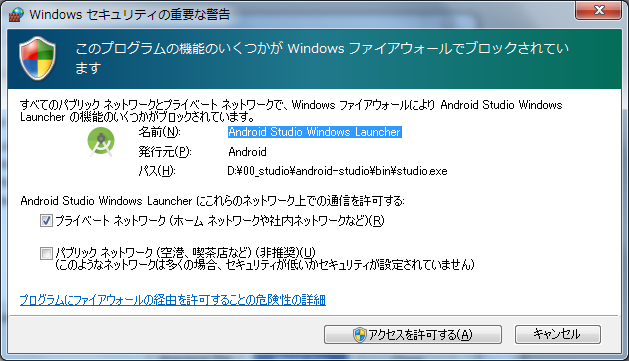 Windows セキュリティの重要な警告
このプログラムの機能のいくつかが Windows ファイアウォールでブロックされてい
ます
すべてのパブリック ネットワークとプライベート ネットワークで、Windows ファイアウォールにより Android Studio Windows
Launcher の機能のいくつかがブロックされています。
名前(N): Android Studio Windows Launcher
発行元(P): Android
パス(H): D:¥00_studio¥android-studio¥bin¥studio.exe
Android Studio Windows Launcher にこれらのネットワーク上での通信を許可する:
プライベート ネットワーク (ホーム ネットワークや社内ネットワークなど)(R)
パブリック ネットワーク (空港、喫茶店など) (非推奨)(U)
(このようなネットワークは多くの場合、セキュリティが低いかセキュリティが設定されていません)
プログラムにファイアウォールの経由を許可することの危険性の詳細
アクセスを許可する(A) キャンセル